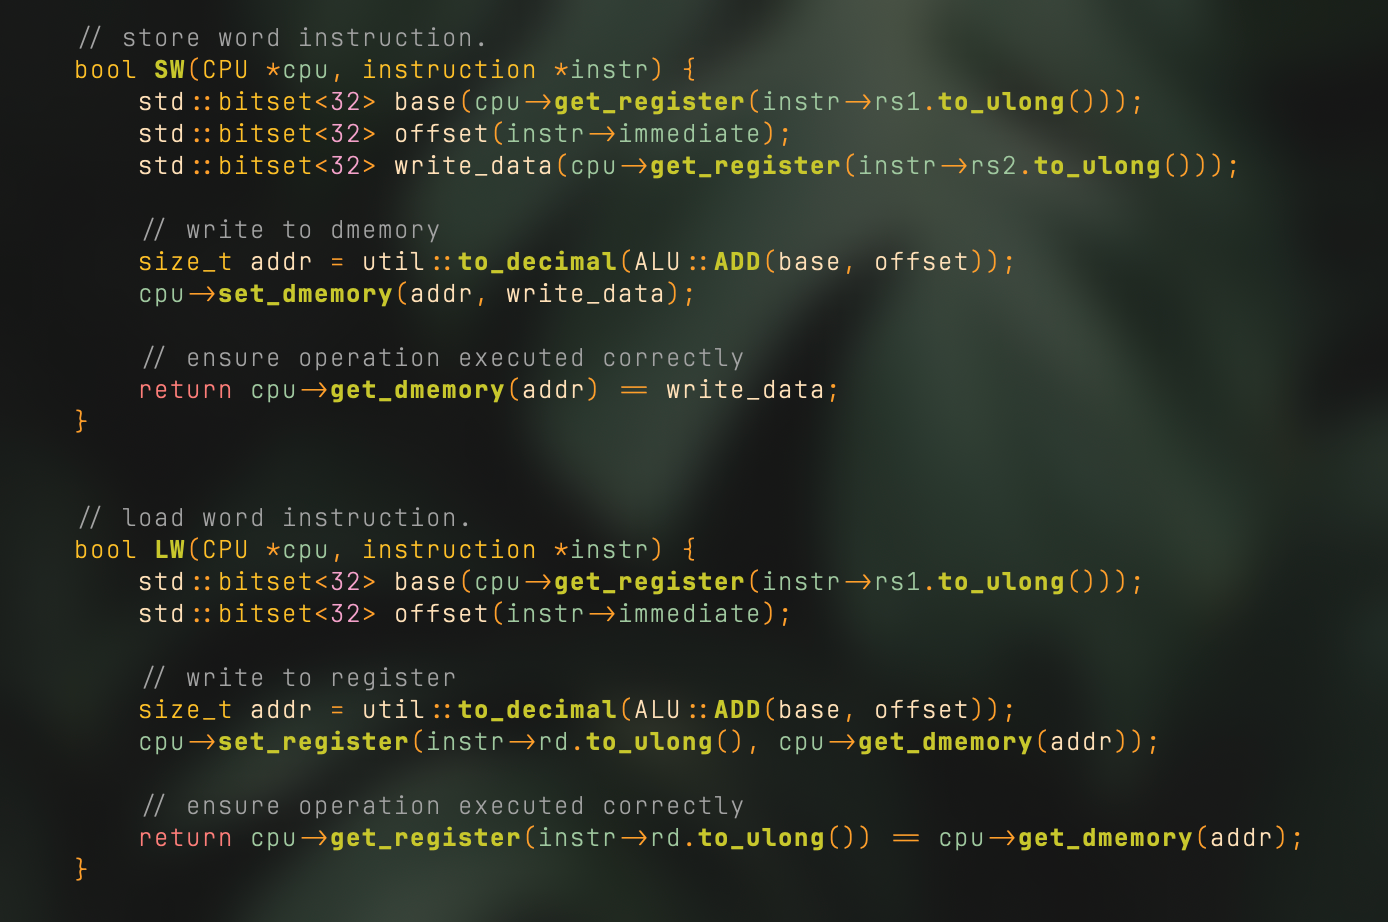 // store word instruction.
bool SW(CPU *cpu, instruction *instr) {
    std::bitset<32> base(cpu->get_register(instr->rs1.to_ulong()));
    std::bitset<32> offset(instr->immediate);
    std::bitset<32> write_data(cpu->get_register(instr->rs2.to_ulong()));

    // write to dmemory
    size_t addr = util::to_decimal(ALU::ADD(base, offset));
    cpu->set_dmemory(addr, write_data);

    // ensure operation executed correctly
    return cpu->get_dmemory(addr) == write_data;
}

// load word instruction.
bool LW(CPU *cpu, instruction *instr) {
    std::bitset<32> base(cpu->get_register(instr->rs1.to_ulong()));
    std::bitset<32> offset(instr->immediate);

    // write to register
    size_t addr = util::to_decimal(ALU::ADD(base, offset));
    cpu->set_register(instr->rd.to_ulong(), cpu->get_dmemory(addr));

    // ensure operation executed correctly
    return cpu->get_register(instr->rd.to_ulong()) == cpu->get_dmemory(addr);
}